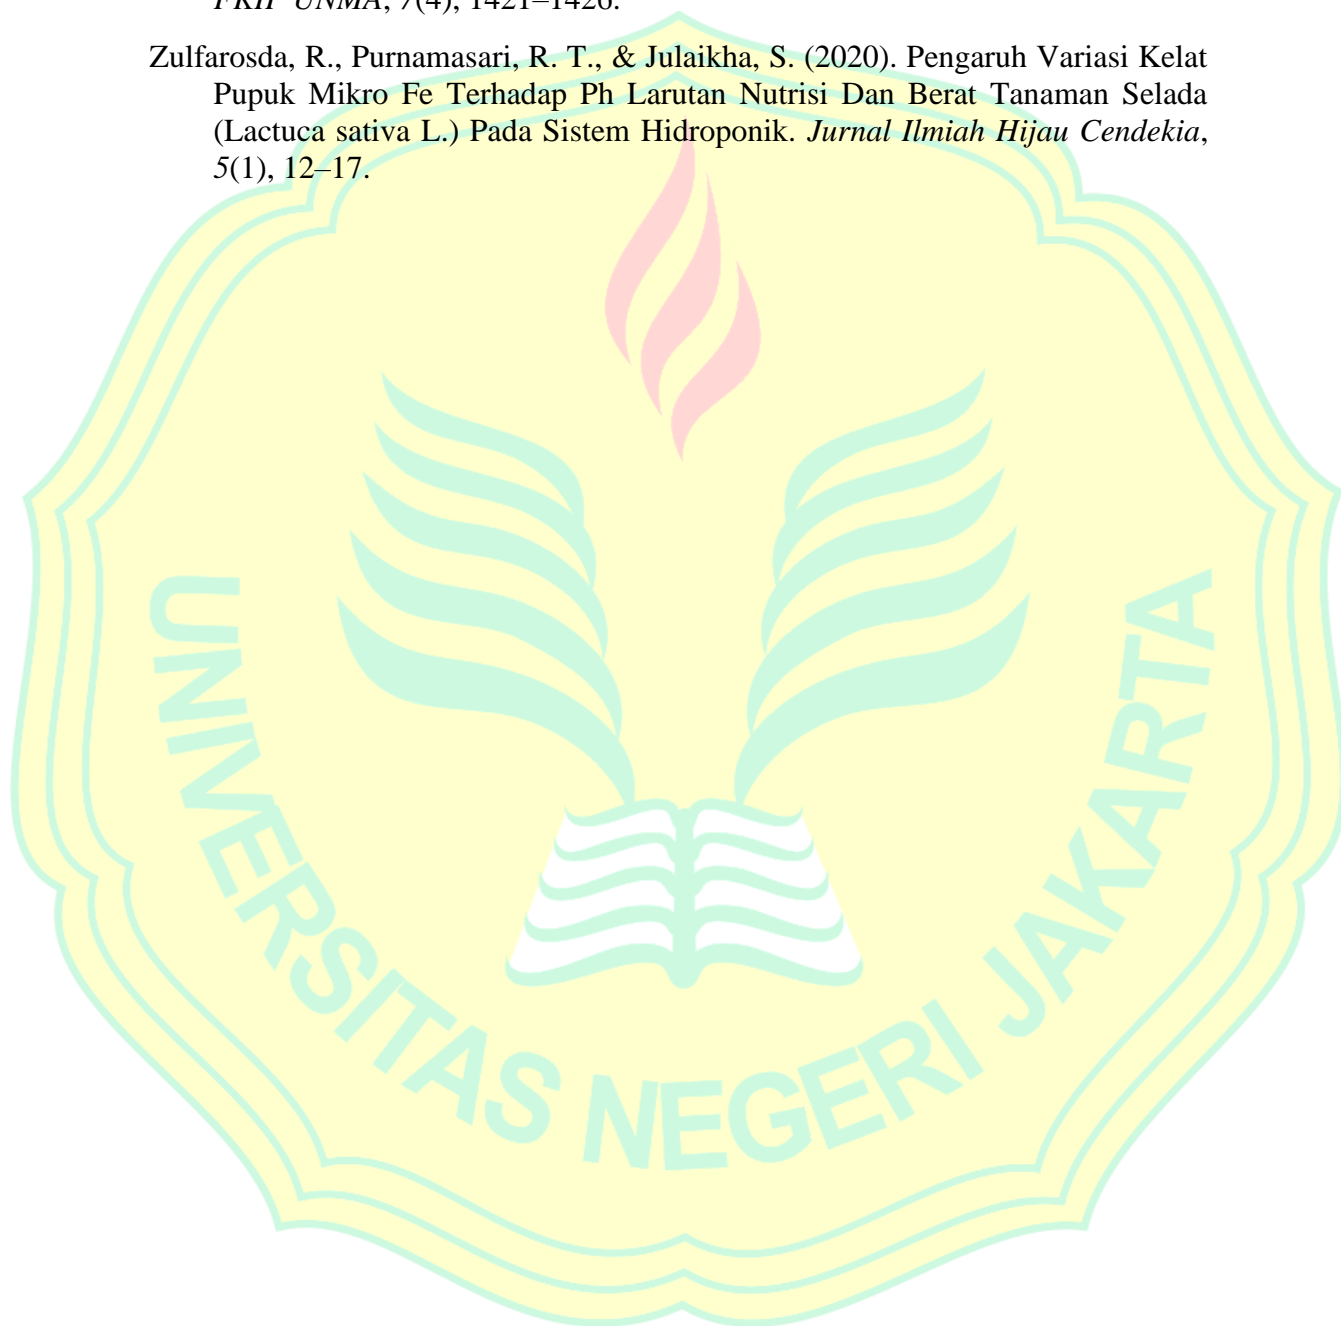 FKIP UNMA, 7(4), 1421–1426.
Zulfarosda, R., Purnamasari, R. T., & Julaikha, S. (2020). Pengaruh Variasi Kelat
Pupuk Mikro Fe Terhadap Ph Larutan Nutrisi Dan Berat Tanaman Selada
(Lactuca sativa L.) Pada Sistem Hidroponik. Jurnal Ilmiah Hijau Cendekia,
5(1), 12–17.
UNIVERSITAS NEGERI JAKARTA